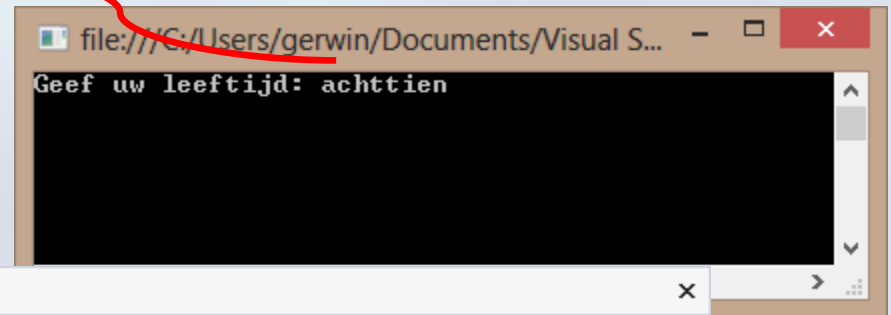 file:///C:/Users/gerwin/Documents/Visual S...
Geef uw leeftijd: achttien